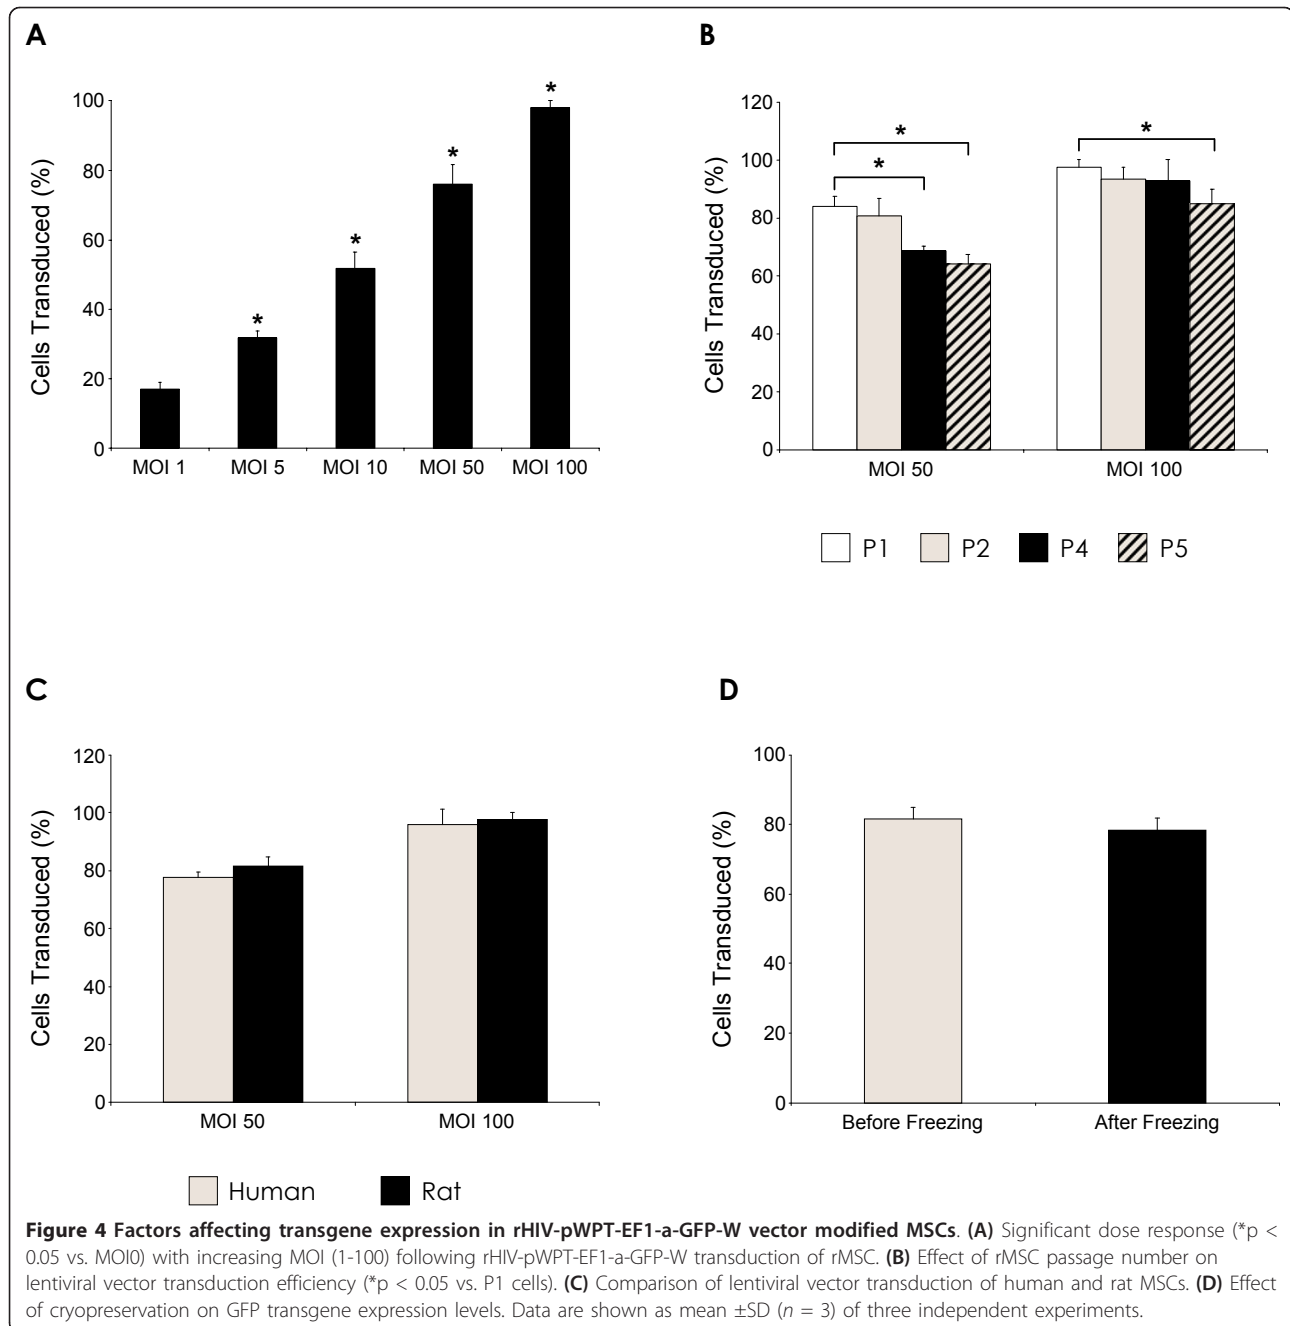 A
Cells Transduced (%)
100
80
60
40
20
0
*
*
*
*
MOI 1 MOI 5 MOI 10 MOI 50 MOI 100
B
Cells Transduced (%)
120
100
80
60
40
20
0
*
*
*
MOI 50 MOI 100
P1 P2 P4 P5
C
Cells Transduced (%)
120
100
80
60
40
20
0
MOI 50 MOI 100
Human Rat
D
Cells Transduced (%)
100
80
60
40
20
0
Before Freezing After Freezing
Figure 4 Factors affecting transgene expression in rHIV-pWPT-EF1-a-GFP-W vector modified MSCs. (A) Significant dose response (*p <
0.05 vs. MOI0) with increasing MOI (1-100) following rHIV-pWPT-EF1-a-GFP-W transduction of rMSC. (B) Effect of rMSC passage number on
lentiviral vector transduction efficiency (*p < 0.05 vs. P1 cells). (C) Comparison of lentiviral vector transduction of human and rat MSCs. (D) Effect
of cryopreservation on GFP transgene expression levels. Data are shown as mean ±SD (n = 3) of three independent experiments.